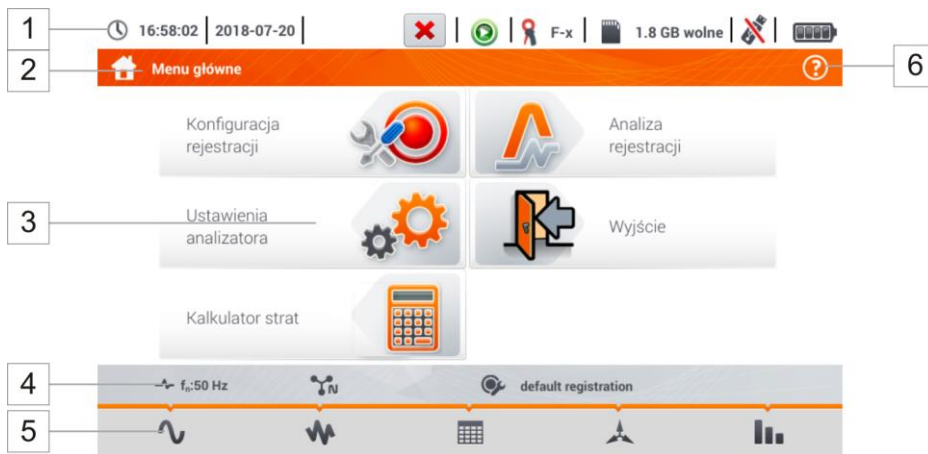 1
16:58:02 2018-07-20 F-x 1.8 GB wolne
2
Menu główne
?
6
Konfiguracja
rejestracji
Analiza
rejestracji
3
Ustawienia
analizatora
Wyjście
Kalkulator strat
4
fₙ:50 Hz
N
default registration
5